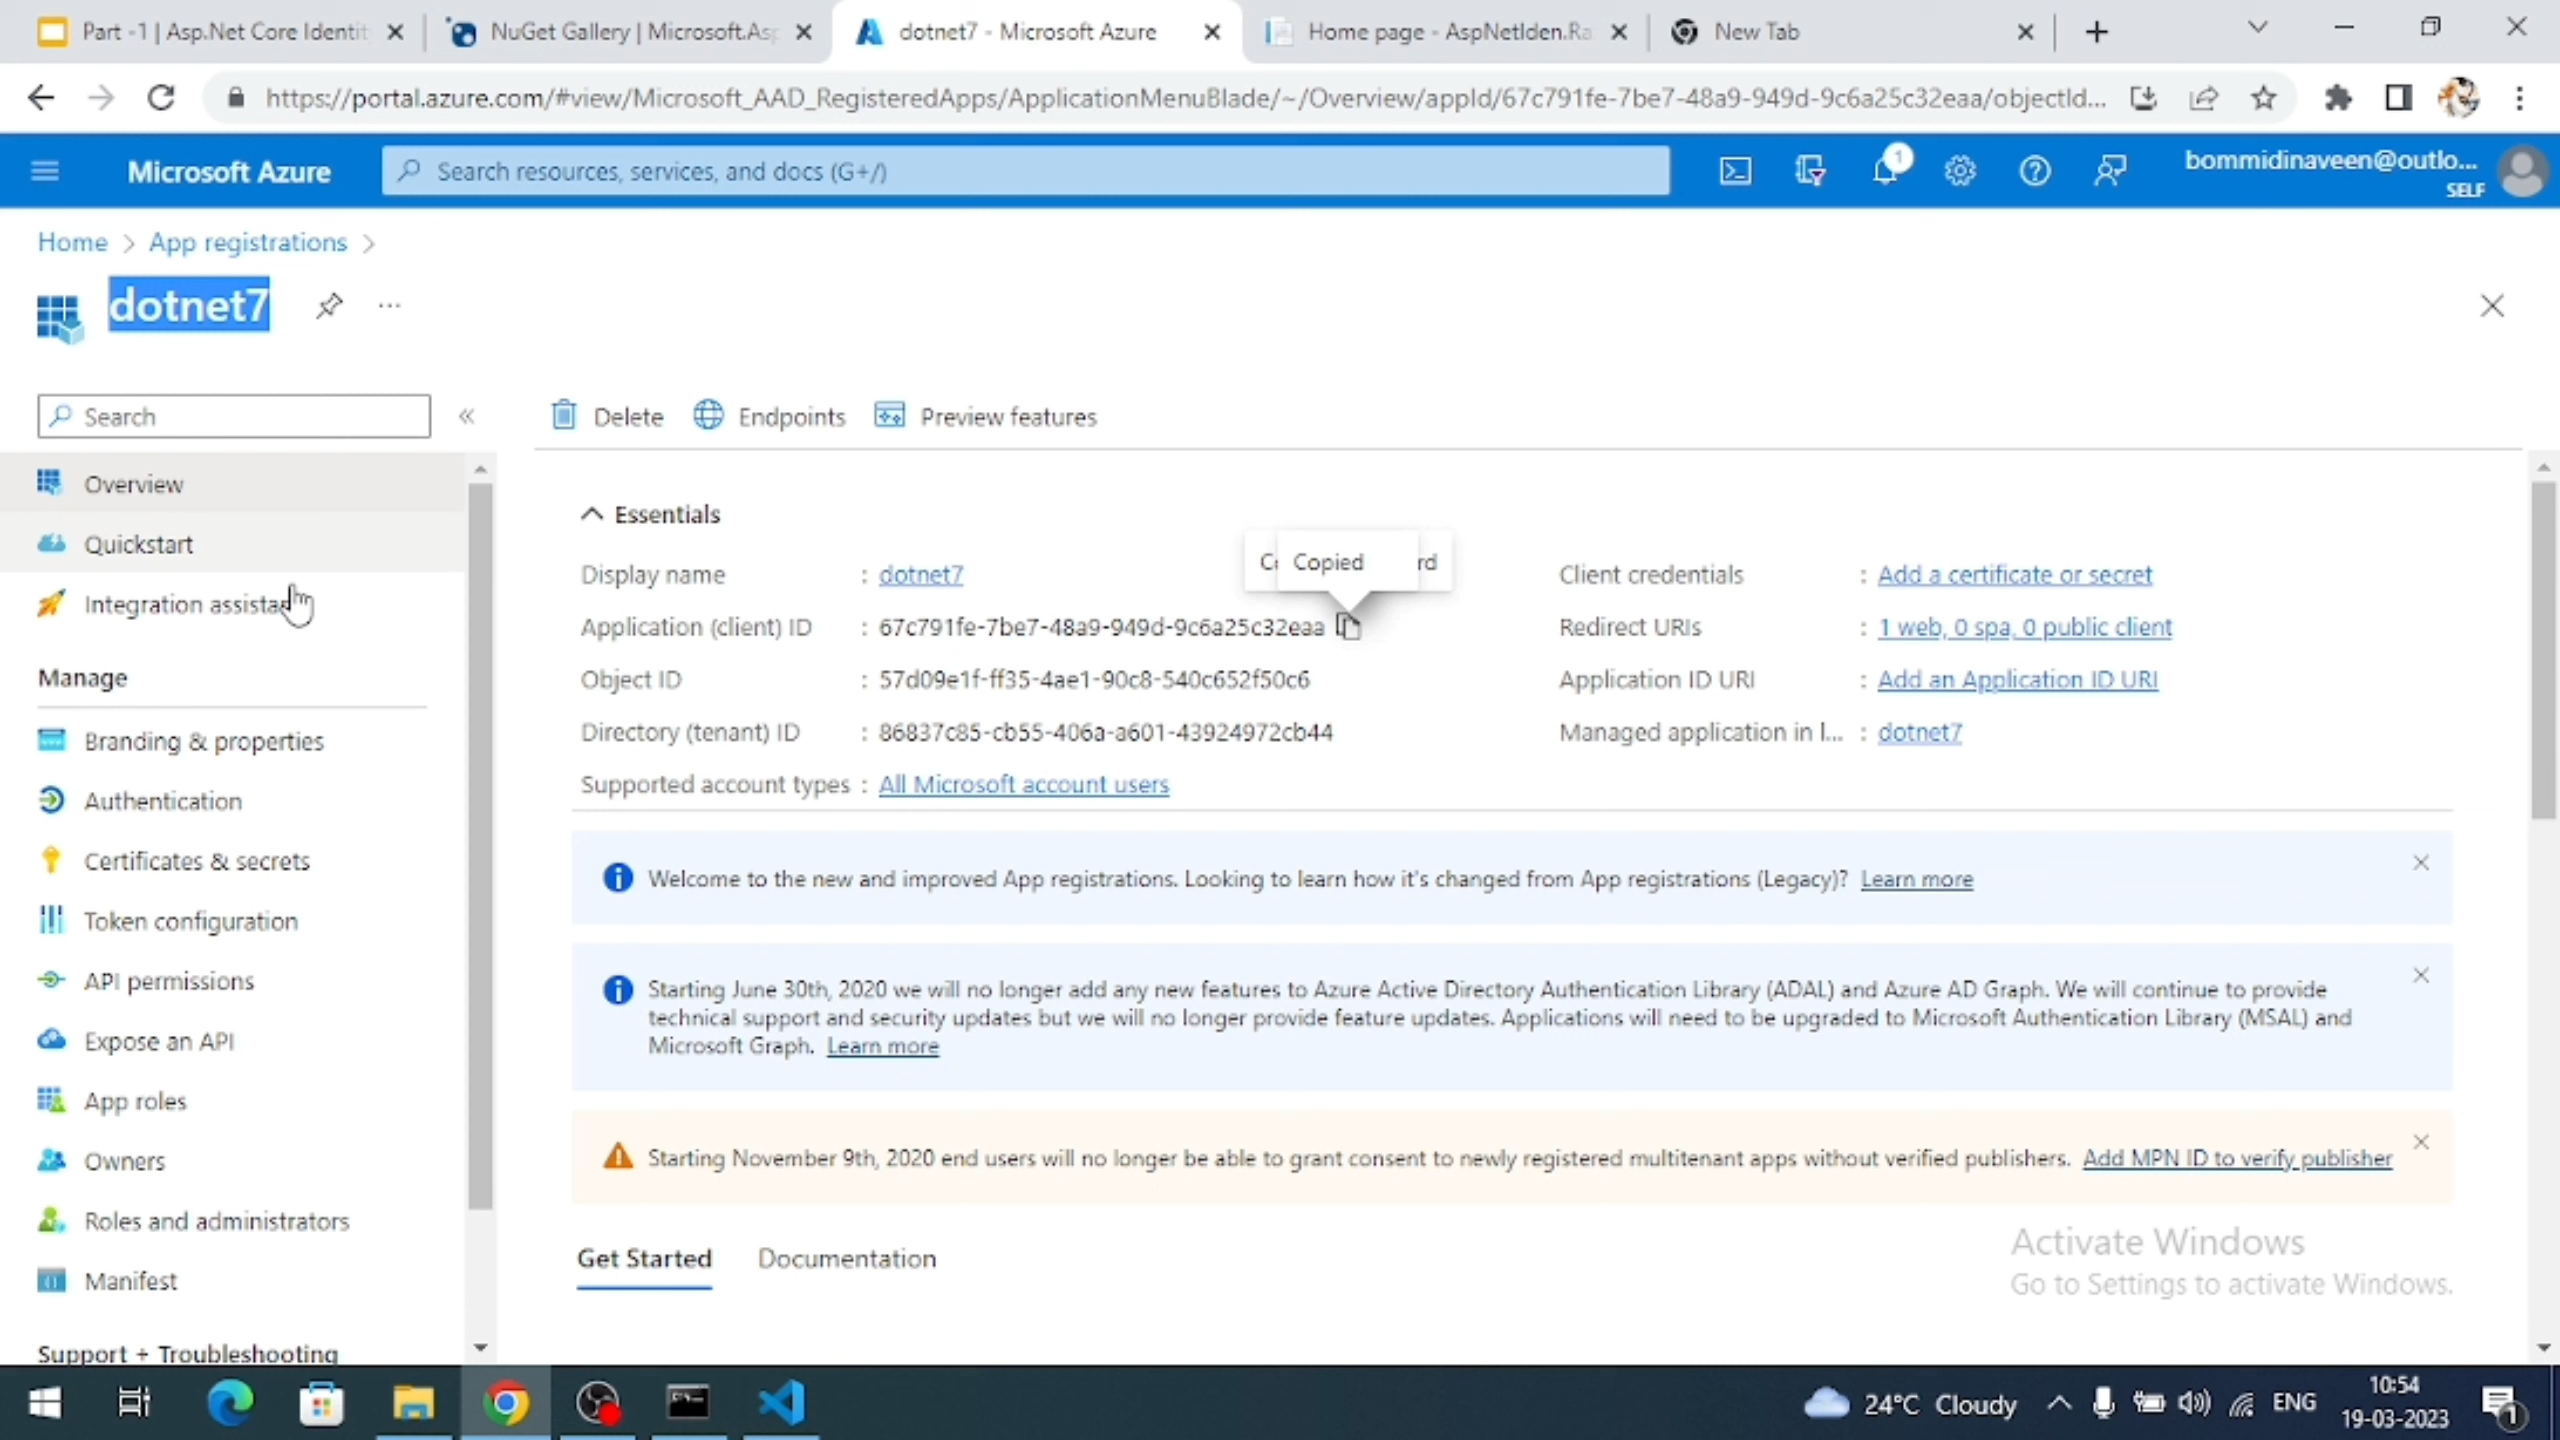 Part -1 | Asp.Net Core Identit
NuGet Gallery | Microsoft.Asp
dotnet7 - Microsoft Azure
Home page - AspNetIden.Ra
New Tab
https://portal.azure.com/#view/Microsoft_AAD_RegisteredApps/ApplicationMenuBlade/~/Overview/appId/67c791fe-7be7-48a9-949d-9c6a25c32eaa/objectId...
Microsoft Azure
Search resources, services, and docs (G+/)
1
bommidinaveen@outlo...
SELF
Home > App registrations >
dotnet7
...
Search
«
Delete
Endpoints
Preview features
Overview
Quickstart
Integration assista
Manage
Branding & properties
Authentication
Certificates & secrets
Token configuration
API permissions
Expose an API
App roles
Owners
Roles and administrators
Manifest
Support + Troubleshooting
Essentials
Copied
Display name : dotnet7
Application (client) ID : 67c791fe-7be7-48a9-949d-9c6a25c32eaa
Object ID : 57d09e1f-ff35-4ae1-90c8-540c652f50c6
Directory (tenant) ID : 86837c85-cb55-406a-a601-43924972cb44
Supported account types : All Microsoft account users
Client credentials : Add a certificate or secret
Redirect URIs : 1 web, 0 spa, 0 public client
Application ID URI : Add an Application ID URI
Managed application in l... : dotnet7
Welcome to the new and improved App registrations. Looking to learn how it's changed from App registrations (Legacy)? Learn more
Starting June 30th, 2020 we will no longer add any new features to Azure Active Directory Authentication Library (ADAL) and Azure AD Graph. We will continue to provide
technical support and security updates but we will no longer provide feature updates. Applications will need to be upgraded to Microsoft Authentication Library (MSAL) and
Microsoft Graph. Learn more
Starting November 9th, 2020 end users will no longer be able to grant consent to newly registered multitenant apps without verified publishers. Add MPN ID to verify publisher
Get Started
Documentation
Activate Windows
Go to Settings to activate Windows.
24°C Cloudy
ENG
10:54
19-03-2023
1